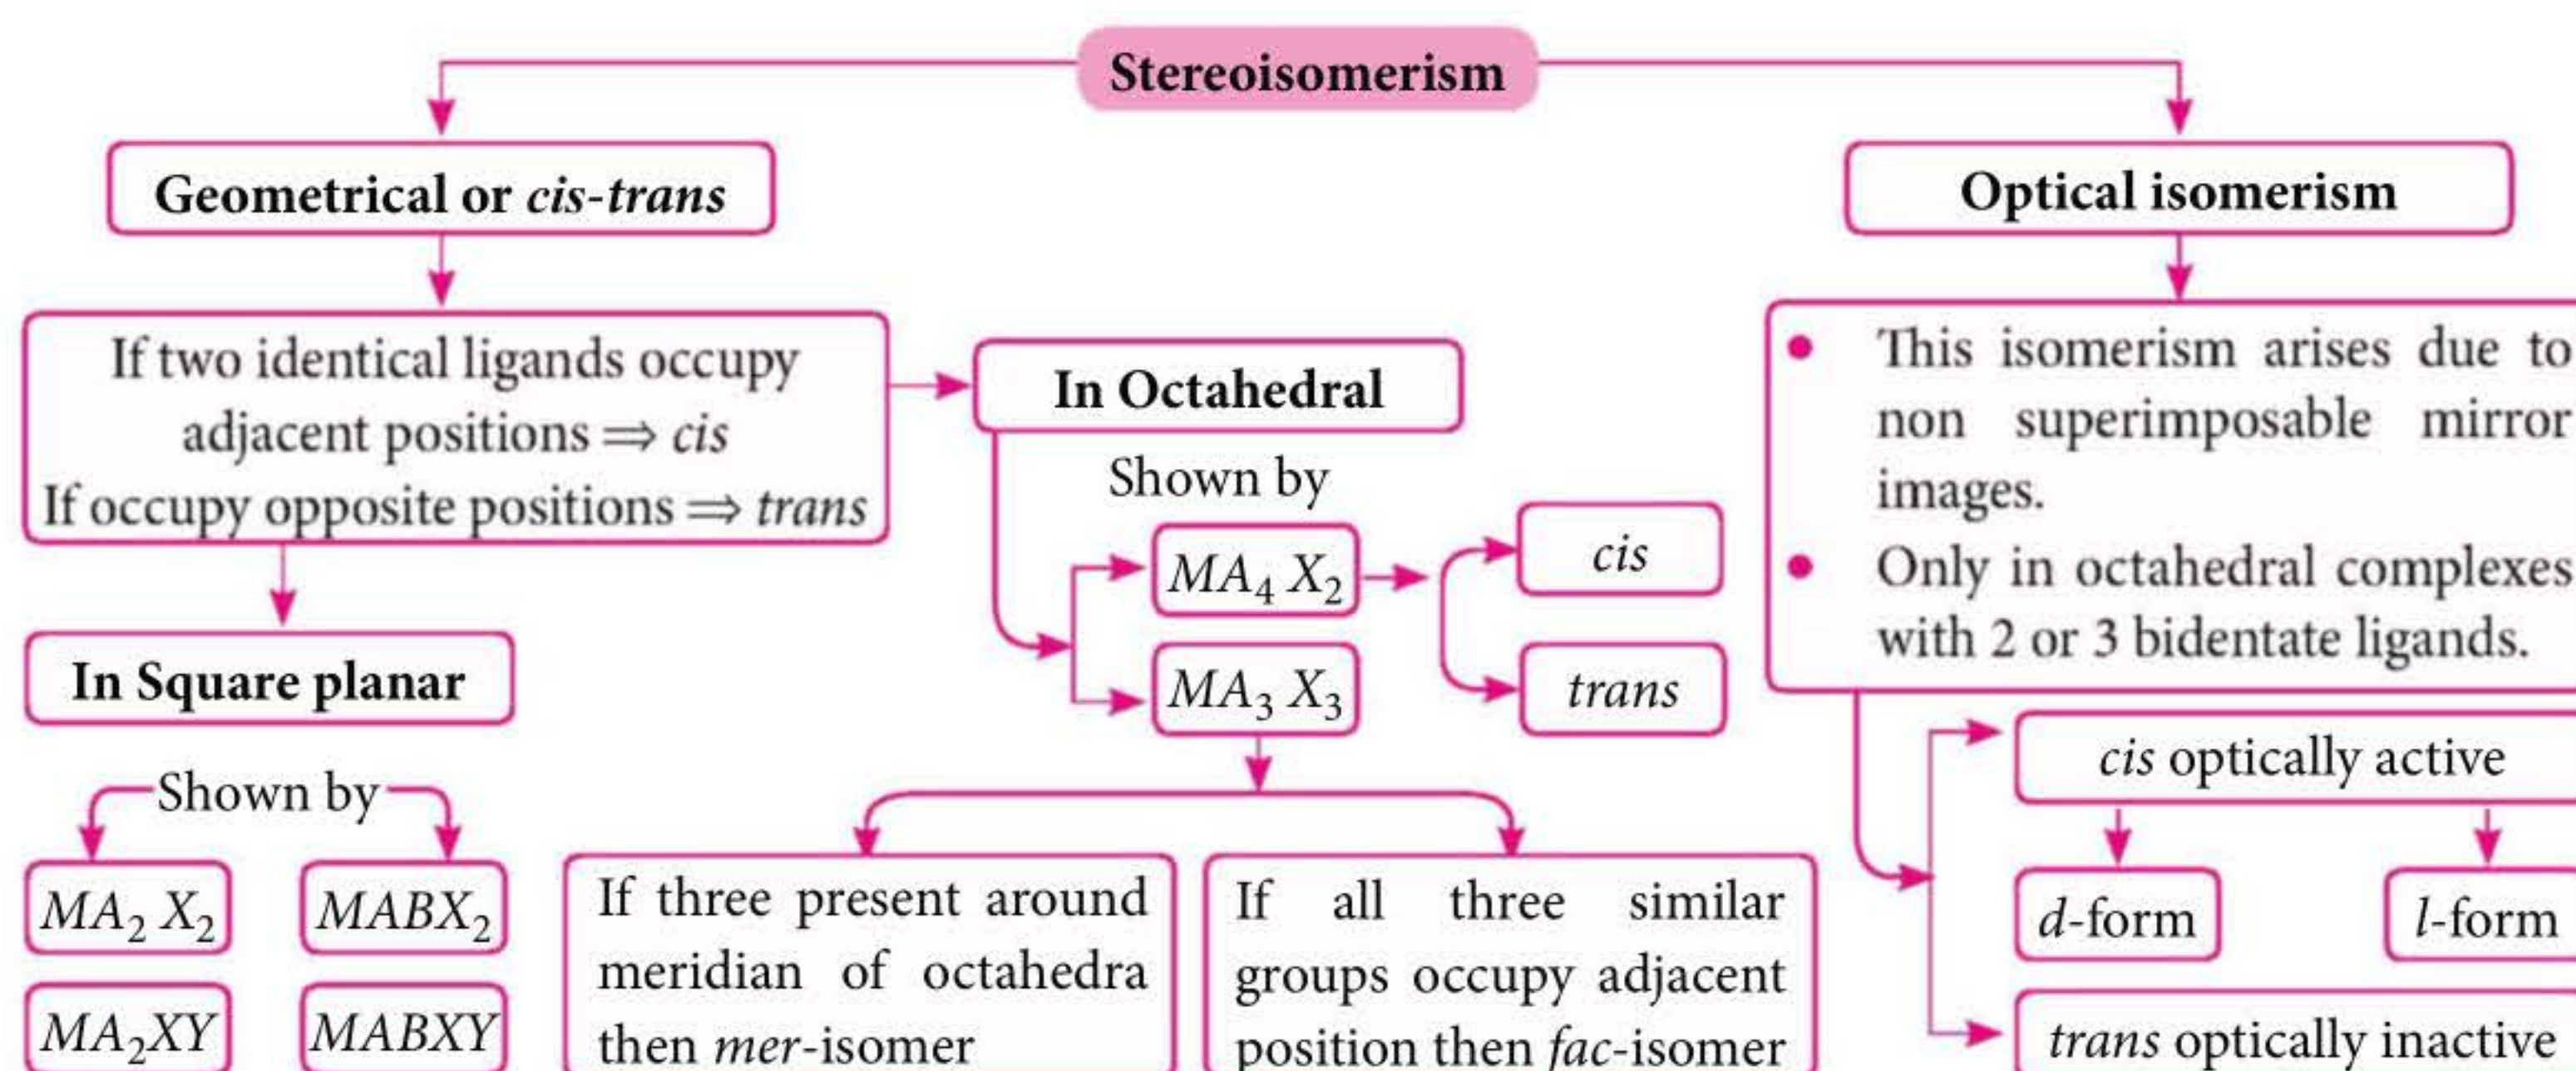 Stereoisomerism
Geometrical or cis-trans
If two identical ligands occupy
adjacent positions ⇒ cis
If occupy opposite positions ⇒ trans
In Square planar
Shown by
MA₂ X₂
MABX₂
MA₂XY
MABXY
In Octahedral
Shown by
MA₄ X₂
cis
trans
MA₃ X₃
If three present around
meridian of octahedra
then mer-isomer
If all three similar
groups occupy adjacent
position then fac-isomer
Optical isomerism
• This isomerism arises due to
non superimposable mirror
images.
• Only in octahedral complexes
with 2 or 3 bidentate ligands.
cis optically active
d-form
l-form
trans optically inactive